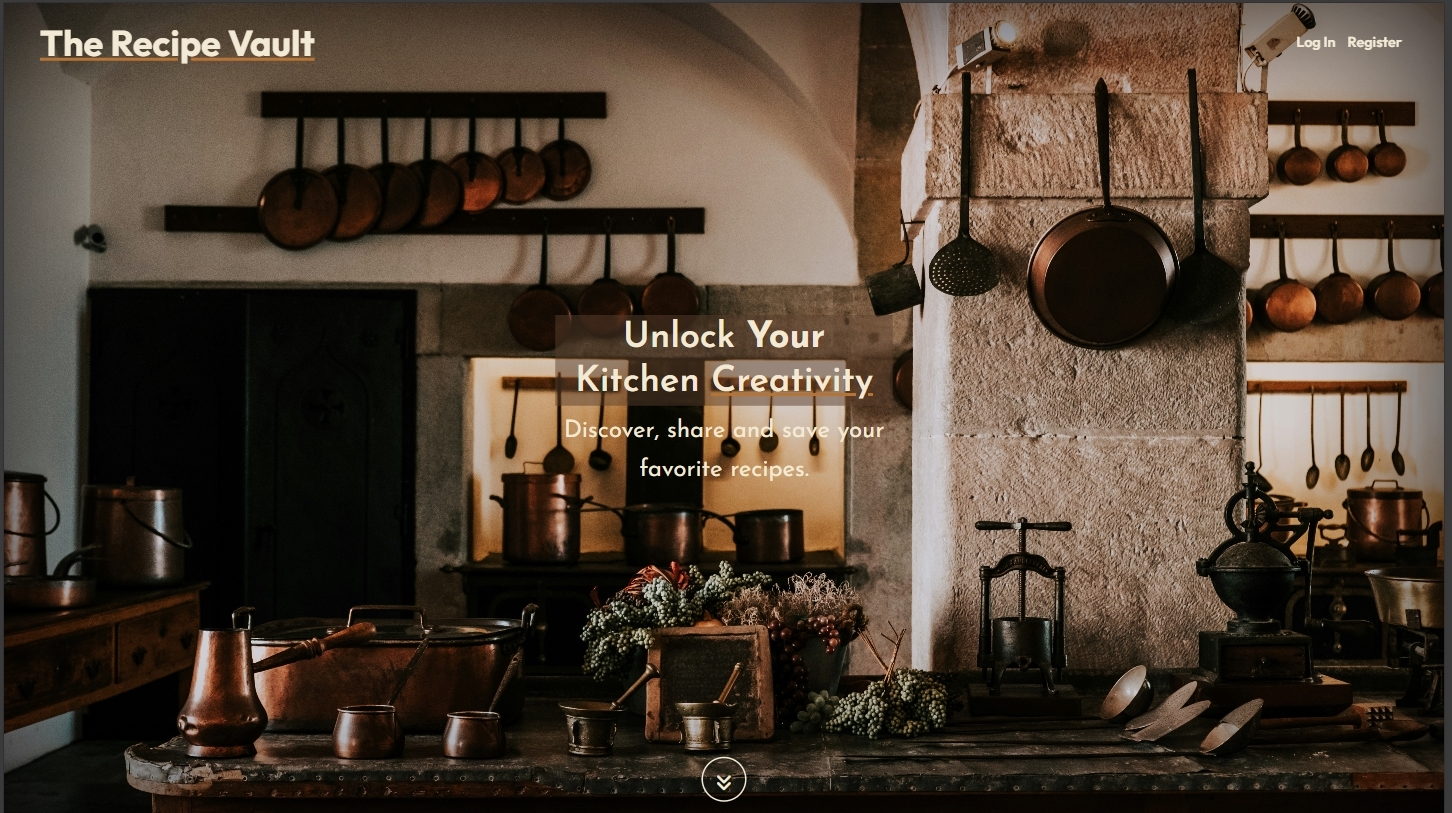 The Recipe Vault
Log In Register
Unlock Your
Kitchen Creativity
Discover, share and save your
favorite recipes.